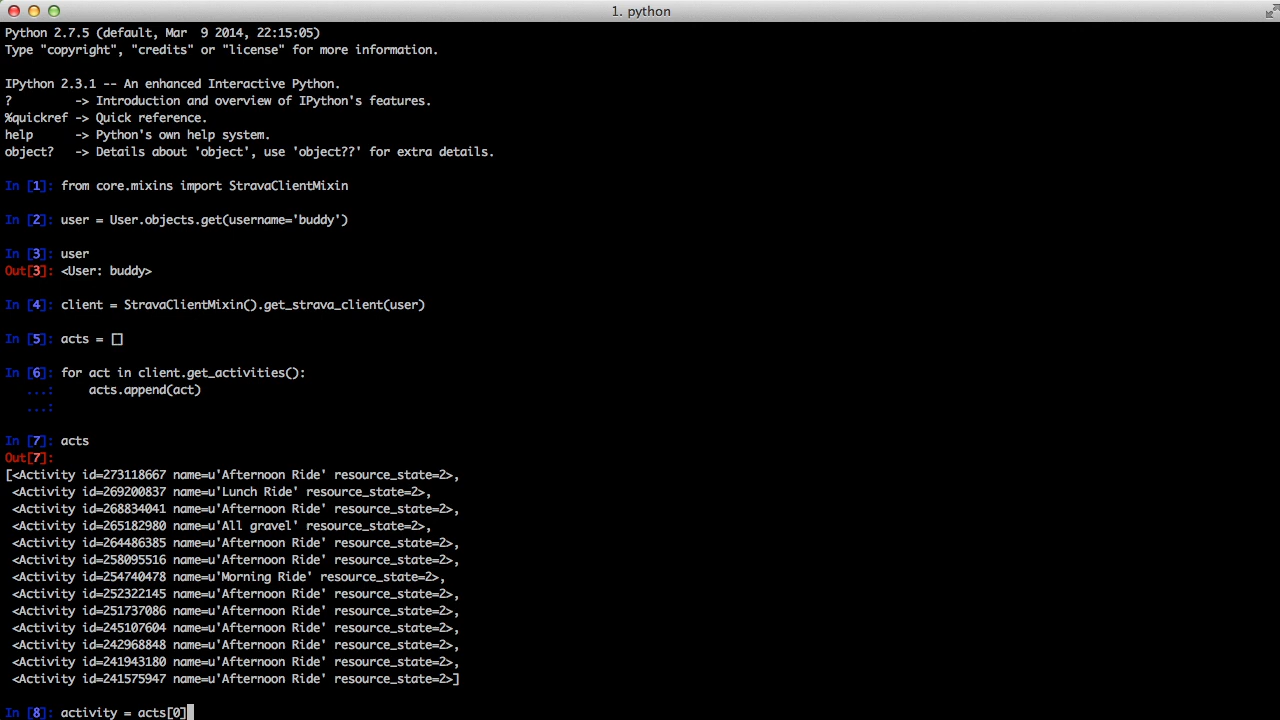 1. python
Python 2.7.5 (default, Mar  9 2014, 22:15:05)
Type "copyright", "credits" or "license" for more information.
IPython 2.3.1 -- An enhanced Interactive Python.
?         -> Introduction and overview of IPython's features.
%quickref -> Quick reference.
help      -> Python's own help system.
object?   -> Details about 'object', use 'object??' for extra details.
In [1]: from core.mixins import StravaClientMixin
In [2]: user = User.objects.get(username='buddy')
In [3]: user
Out[3]: <User: buddy>
In [4]: client = StravaClientMixin().get_strava_client(user)
In [5]: acts = []
In [6]: for act in client.get_activities():
   ...:     acts.append(act)
   ...:
In [7]: acts
Out[7]:
[<Activity id=273118667 name=u'Afternoon Ride' resource_state=2>,
 <Activity id=269200837 name=u'Lunch Ride' resource_state=2>,
 <Activity id=268834041 name=u'Afternoon Ride' resource_state=2>,
 <Activity id=265182980 name=u'All gravel' resource_state=2>,
 <Activity id=264486385 name=u'Afternoon Ride' resource_state=2>,
 <Activity id=258095516 name=u'Afternoon Ride' resource_state=2>,
 <Activity id=254740478 name=u'Morning Ride' resource_state=2>,
 <Activity id=252322145 name=u'Afternoon Ride' resource_state=2>,
 <Activity id=251737086 name=u'Afternoon Ride' resource_state=2>,
 <Activity id=245107604 name=u'Afternoon Ride' resource_state=2>,
 <Activity id=242968848 name=u'Afternoon Ride' resource_state=2>,
 <Activity id=241943180 name=u'Afternoon Ride' resource_state=2>,
 <Activity id=241575947 name=u'Afternoon Ride' resource_state=2>]
In [8]: activity = acts[0]